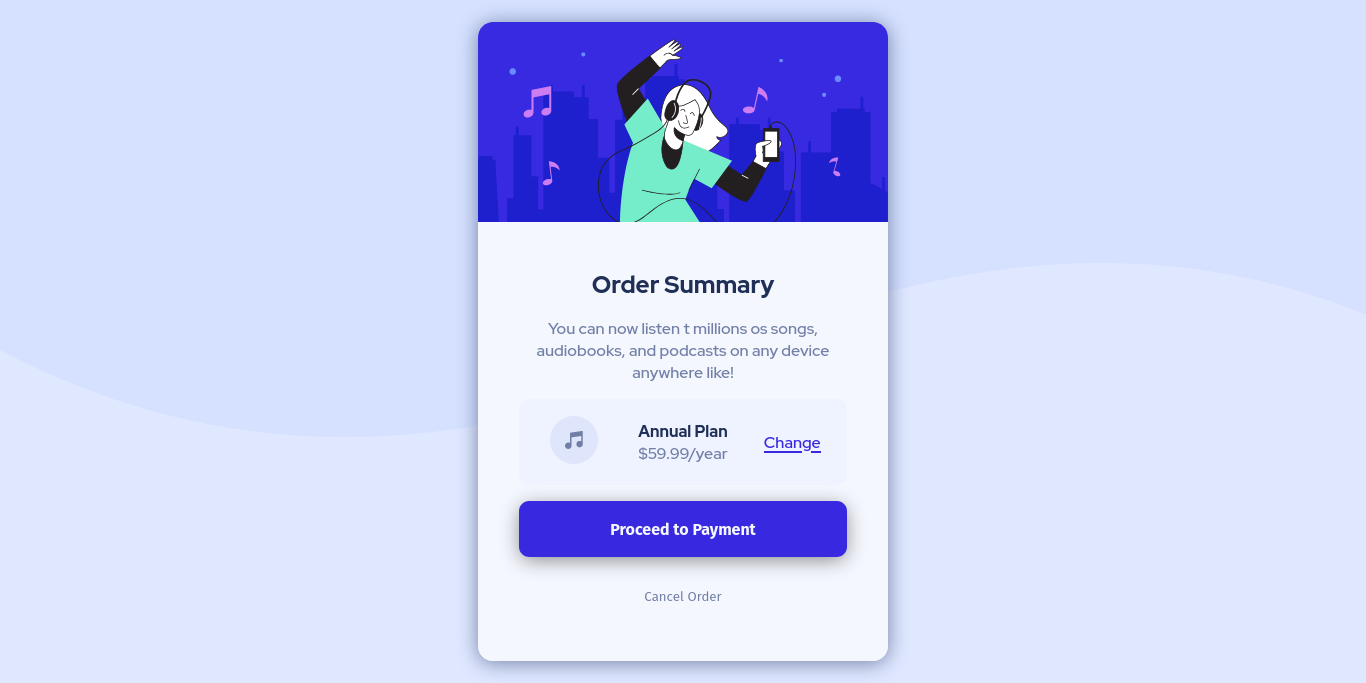 Order Summary
You can now listen t millions os songs,
audiobooks, and podcasts on any device
anywhere like!
Annual Plan
$59.99/year
Change
Proceed to Payment
Cancel Order